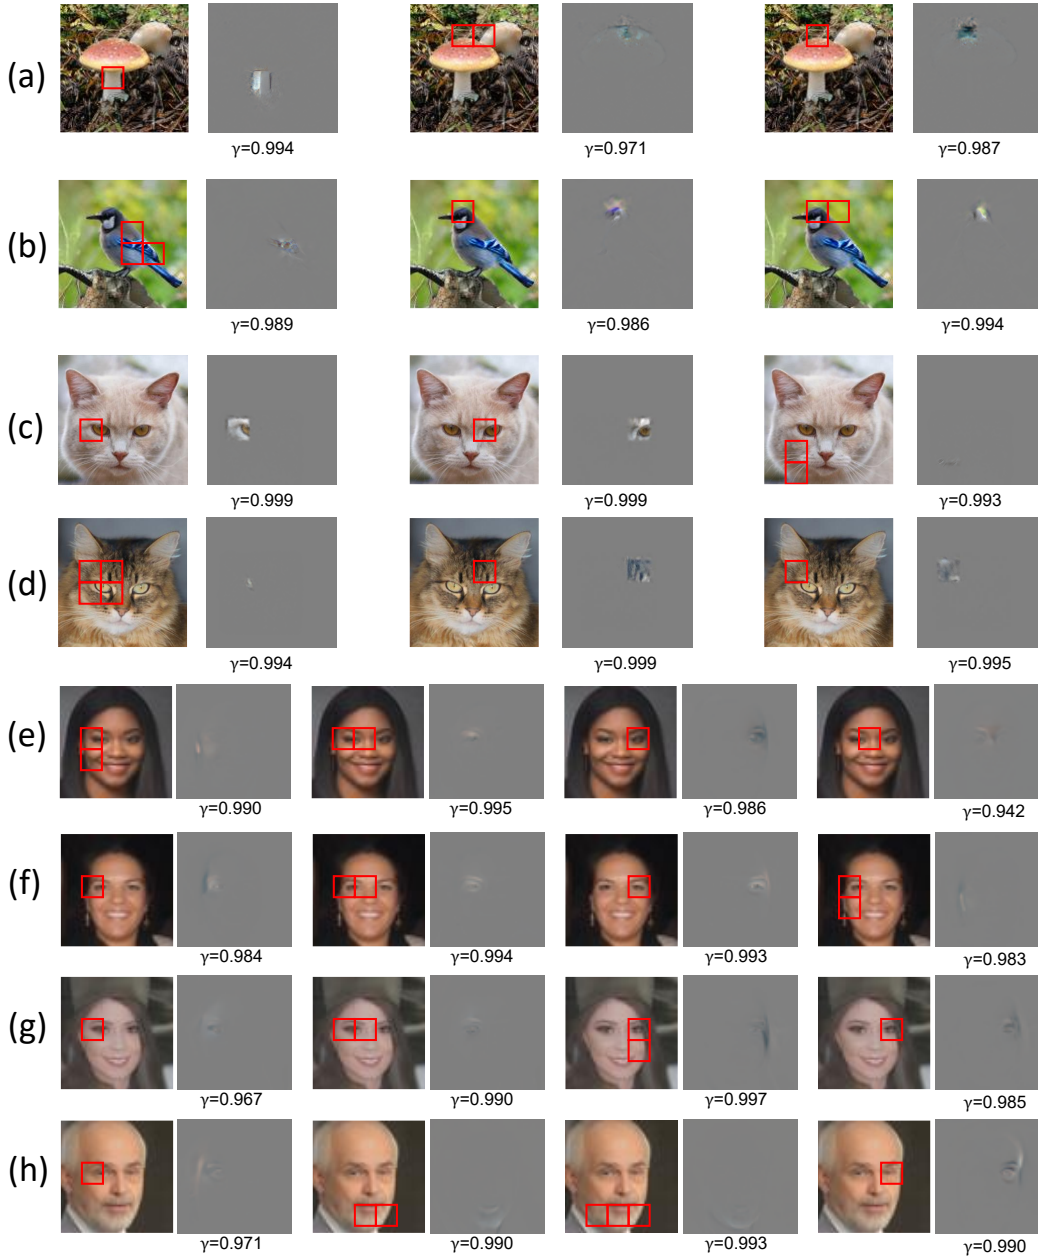 (a)
γ=0.994 γ=0.971 γ=0.987
(b)
γ=0.989 γ=0.986 γ=0.994
(c)
γ=0.999 γ=0.999 γ=0.993
(d)
γ=0.994 γ=0.999 γ=0.995
(e)
γ=0.990 γ=0.995 γ=0.986 γ=0.942
(f)
γ=0.984 γ=0.994 γ=0.993 γ=0.983
(g)
γ=0.967 γ=0.990 γ=0.997 γ=0.985
(h)
γ=0.971 γ=0.990 γ=0.993 γ=0.990